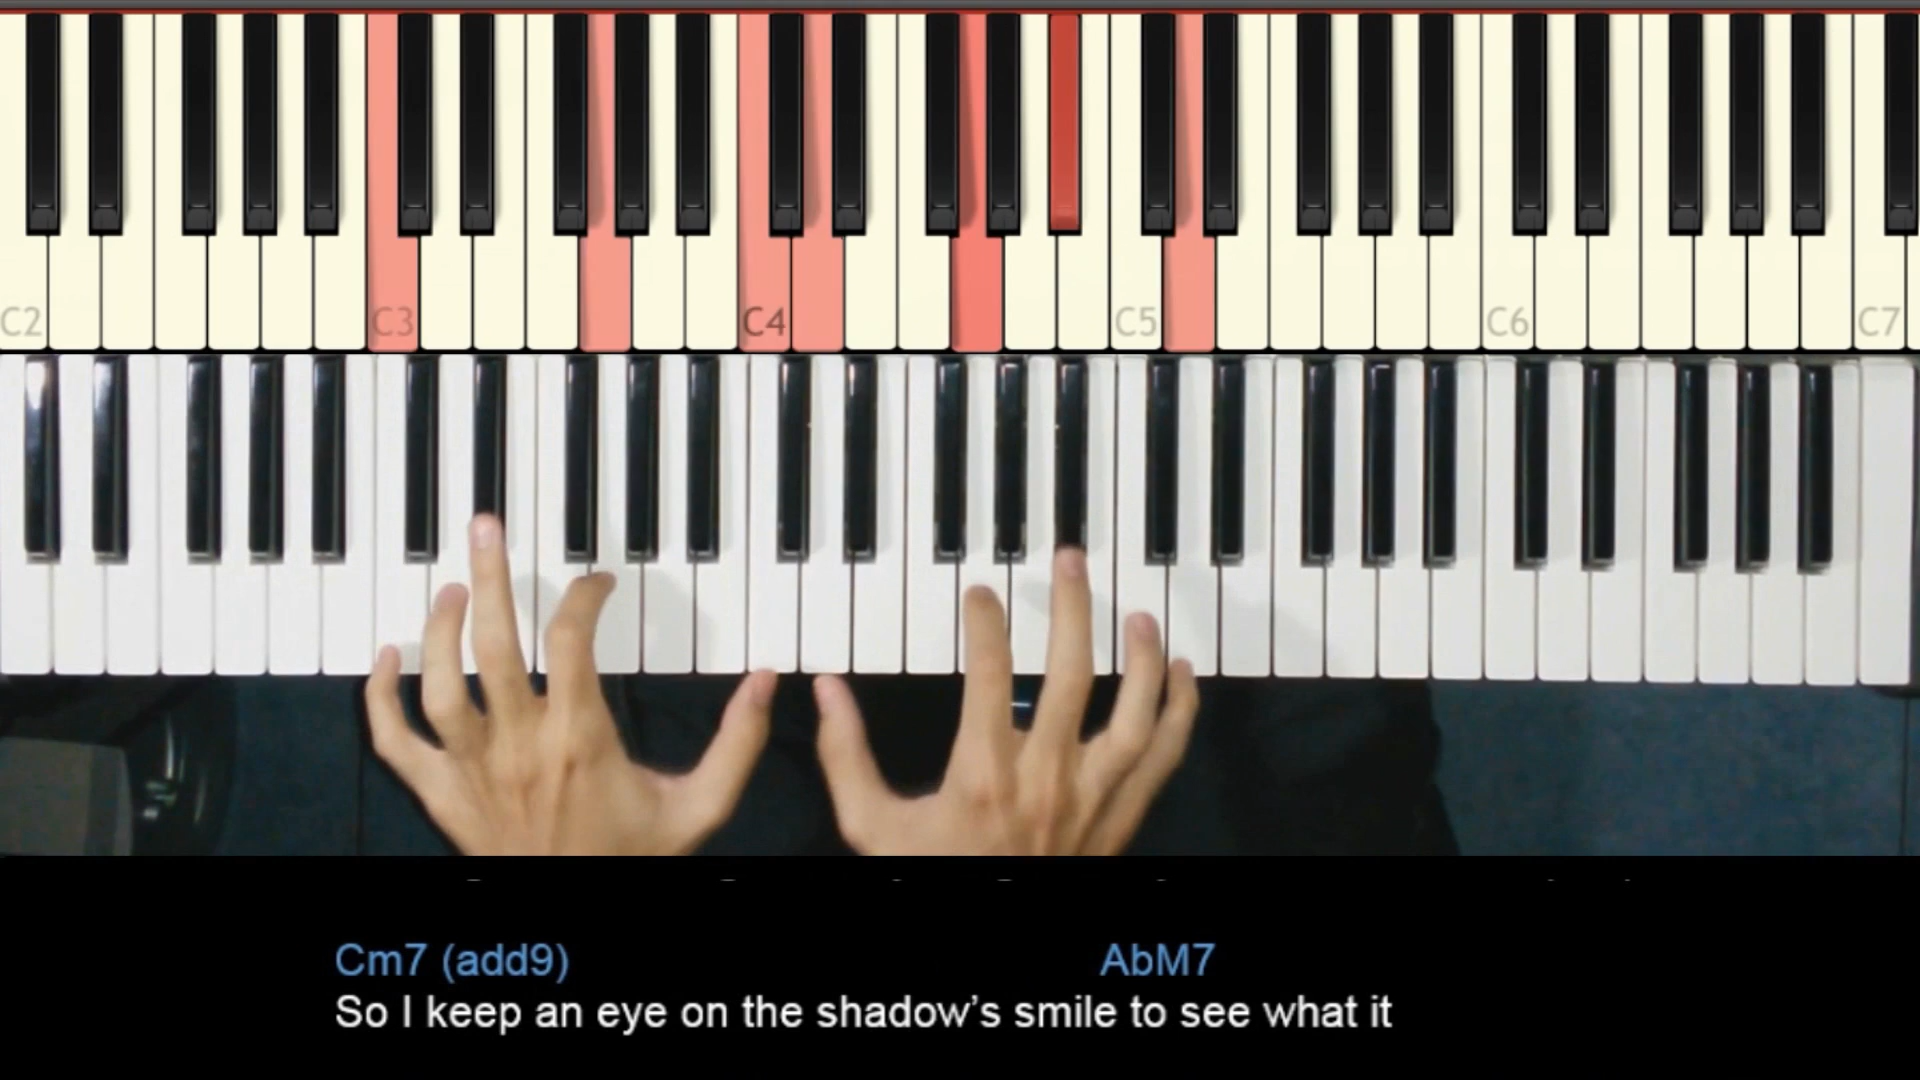 C2 C3 C4 C5 C6 C7
Cm7 (add9) AbM7
So I keep an eye on the shadow's smile to see what it